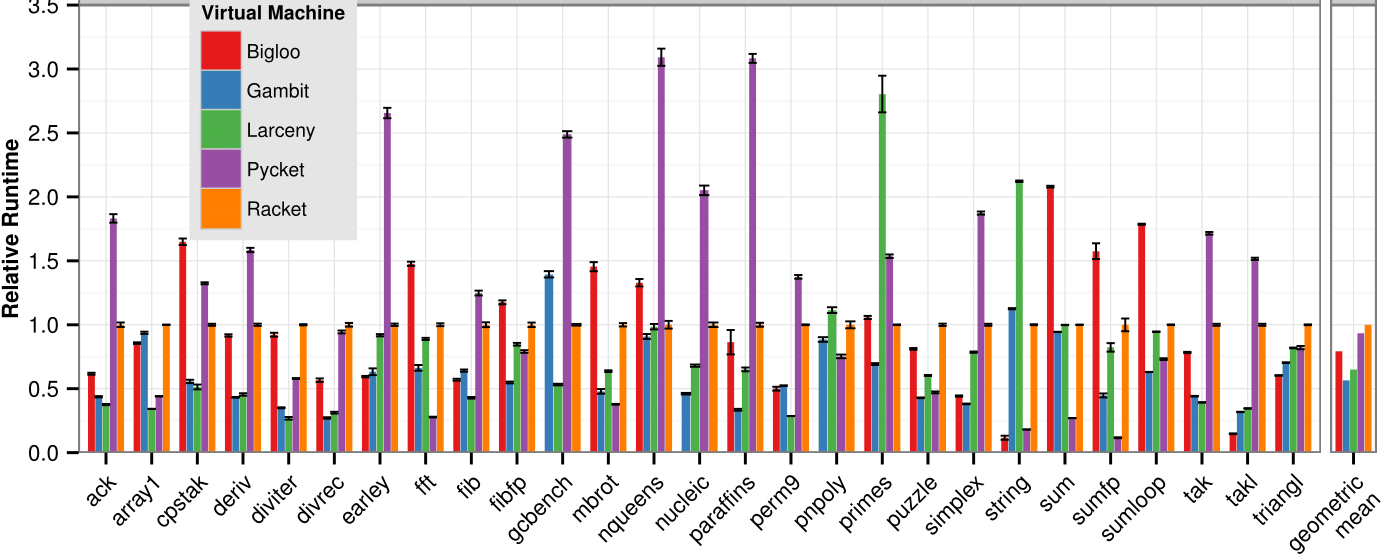 3.5
3.0
2.5
2.0
1.5
1.0
0.5
0.0
Relative Runtime
Virtual Machine
Bigloo
Gambit
Larceny
Pycket
Racket
ack
array1
cpstak
deriv
diviter
divrec
earley
fft
fib
fibfp
gcbench
mbrot
nqueens
nucleic
paraffins
perm9
pnpoly
primes
puzzle
simplex
string
sum
sumfp
sumloop
tak
takl
triangl
geometric
mean